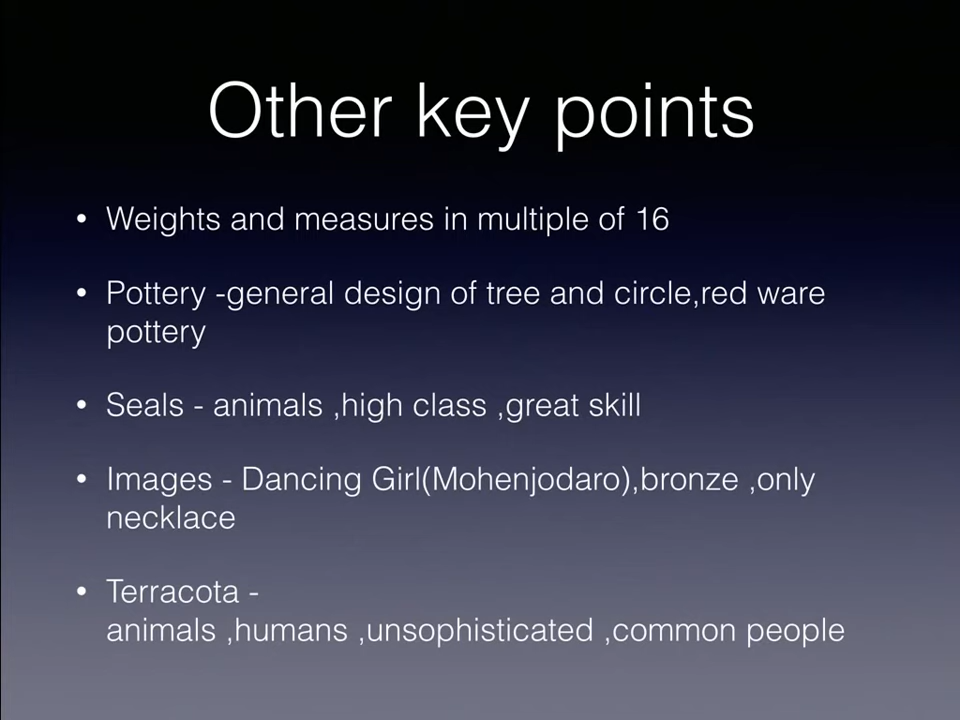 Other key points
• Weights and measures in multiple of 16
• Pottery -general design of tree and circle,red ware
pottery
• Seals - animals ,high class ,great skill
• Images - Dancing Girl(Mohenjodaro),bronze ,only
necklace
• Terracota -
animals ,humans ,unsophisticated ,common people